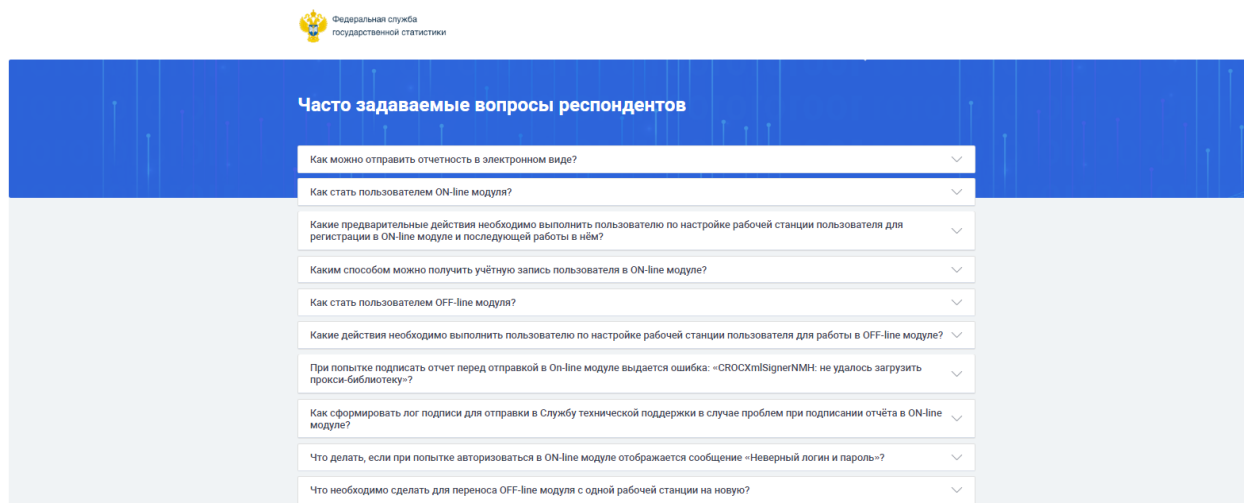 Федеральная служба
государственной статистики
Часто задаваемые вопросы респондентов
Как можно отправить отчетность в электронном виде?
Как стать пользователем ON-line модуля?
Какие предварительные действия необходимо выполнить пользователю по настройке рабочей станции пользователя для
регистрации в ON-line модуле и последующей работы в нём?
Каким способом можно получить учётную запись пользователя в ON-line модуле?
Как стать пользователем OFF-line модуля?
Какие действия необходимо выполнить пользователю по настройке рабочей станции пользователя для работы в OFF-line модуле?
При попытке подписать отчет перед отправкой в On-line модуле выдается ошибка: «CROCXmlSignerNMH: не удалось загрузить
прокси-библиотеку»?
Как сформировать лог подписи для отправки в Службу технической поддержки в случае проблем при подписании отчёта в ON-line
модуле?
Что делать, если при попытке авторизоваться в ON-line модуле отображается сообщение «Неверный логин и пароль»?
Что необходимо сделать для переноса OFF-line модуля с одной рабочей станции на новую?